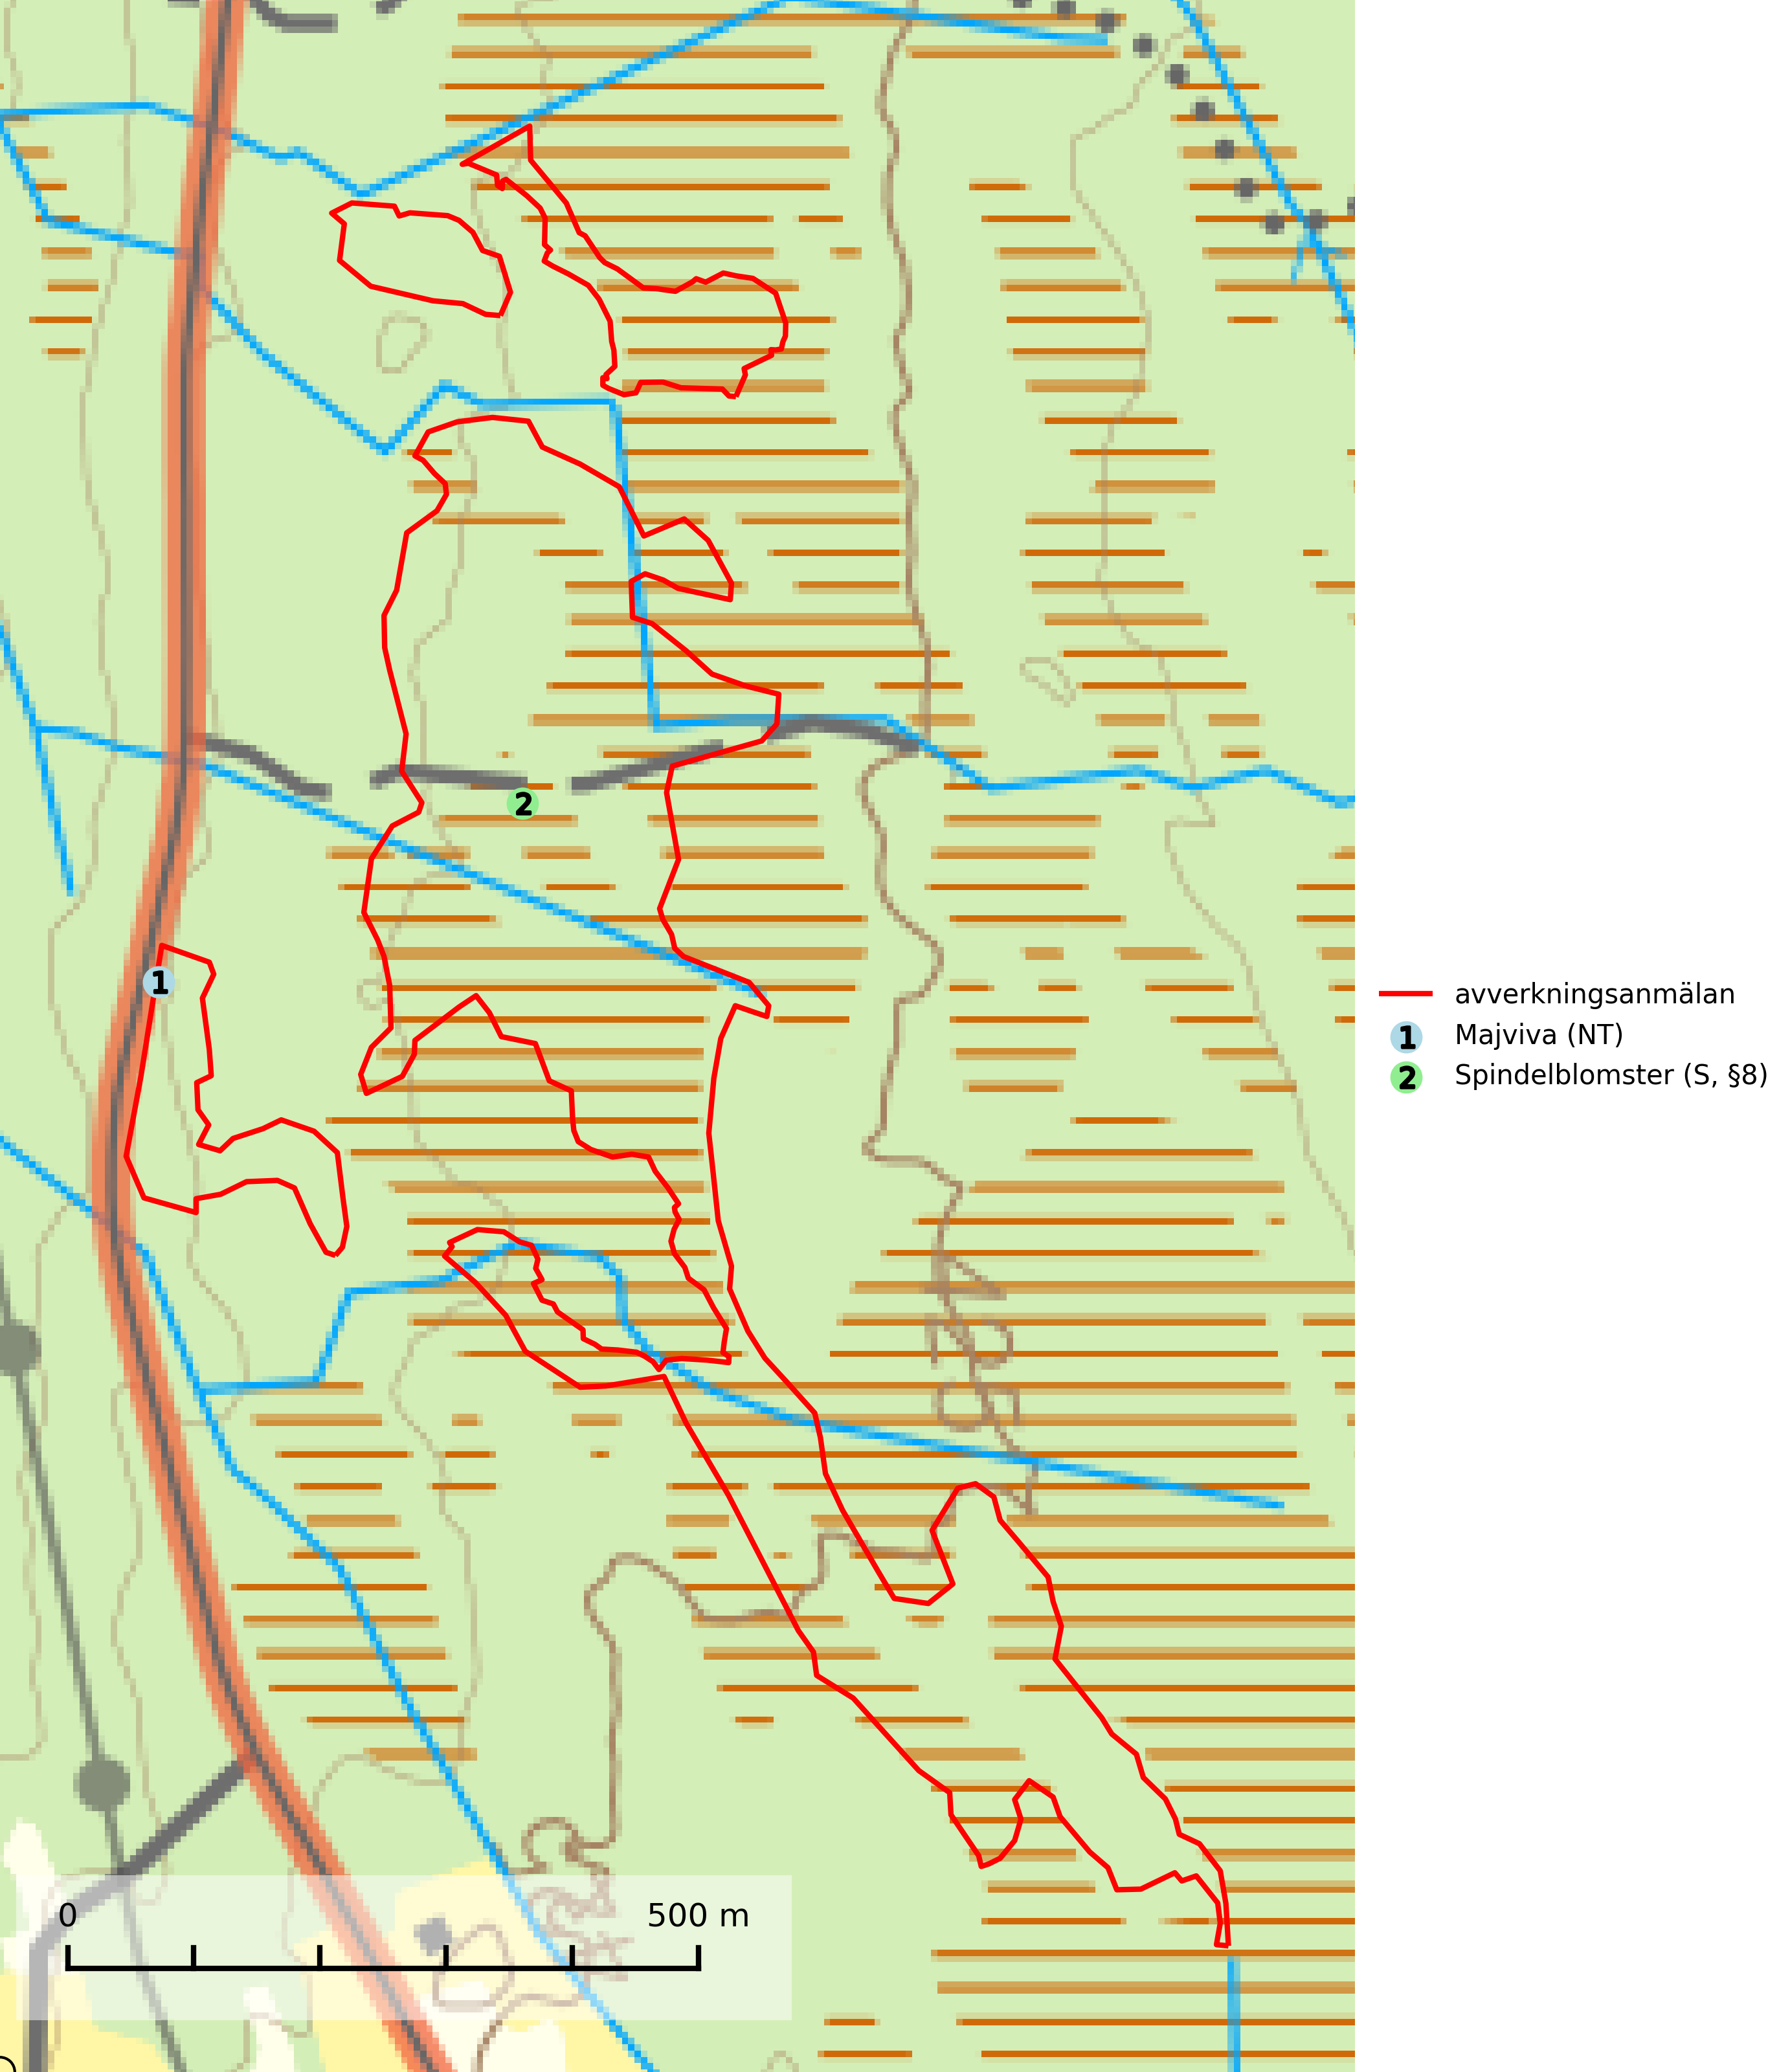 1
2
avverkningsanmälan
1 Majviva (NT)
2 Spindelblomster (S, §8)
0 500 m